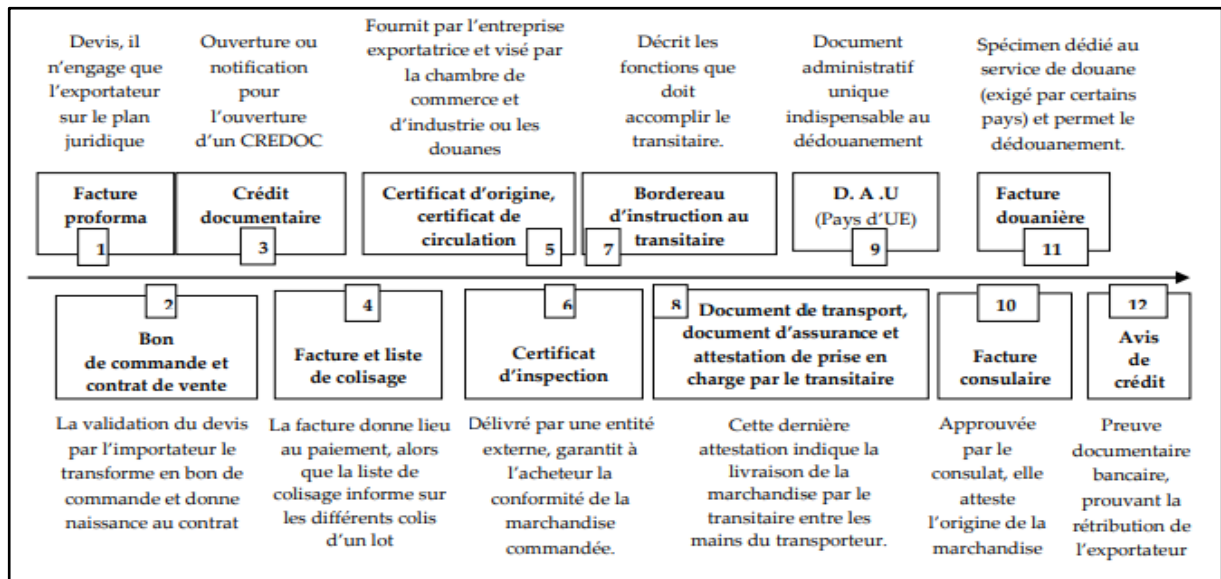 Devis, il
n'engage que
l'exportateur
sur le plan
juridique
Ouverture ou
notification
pour
l'ouverture
d'un CREDOC
Fournit par l'entreprise
exportatrice et visé par
la chambre de
commerce et
d'industrie ou les
douanes
Décrit les
fonctions que
doit
accomplir le
transitaire.
Document
administratif
unique
indispensable au
dédouanement
Spécimen dédié au
service de douane
(exigé par certains
pays) et permet le
dédouanement.
Facture
proforma
1
Crédit
documentaire
3
Certificat d'origine,
certificat de
circulation
5
Bordereau
d'instruction au
transitaire
7
D. A .U
(Pays d'UE)
9
Facture
douanière
11
2
Bon
de commande et
contrat de vente
4
Facture et liste
de colisage
6
Certificat
d'inspection
8
Document de transport,
document d'assurance et
attestation de prise en
charge par le transitaire
10
Facture
consulaire
12
Avis
de
crédit
La validation du devis
par l'importateur le
transforme en bon de
commande et donne
naissance au contrat
La facture donne lieu
au paiement, alors
que la liste de
colisage informe sur
les différents colis
d'un lot
Délivré par une entité
externe, garantit à
l'acheteur la
conformité de la
marchandise
commandée.
Cette dernière
attestation indique la
livraison de la
marchandise par le
transitaire entre les
mains du transporteur.
Approuvée
par le
consulat, elle
atteste
l'origine de la
marchandise
Preuve
documentaire
bancaire,
prouvant la
rétribution de
l'exportateur